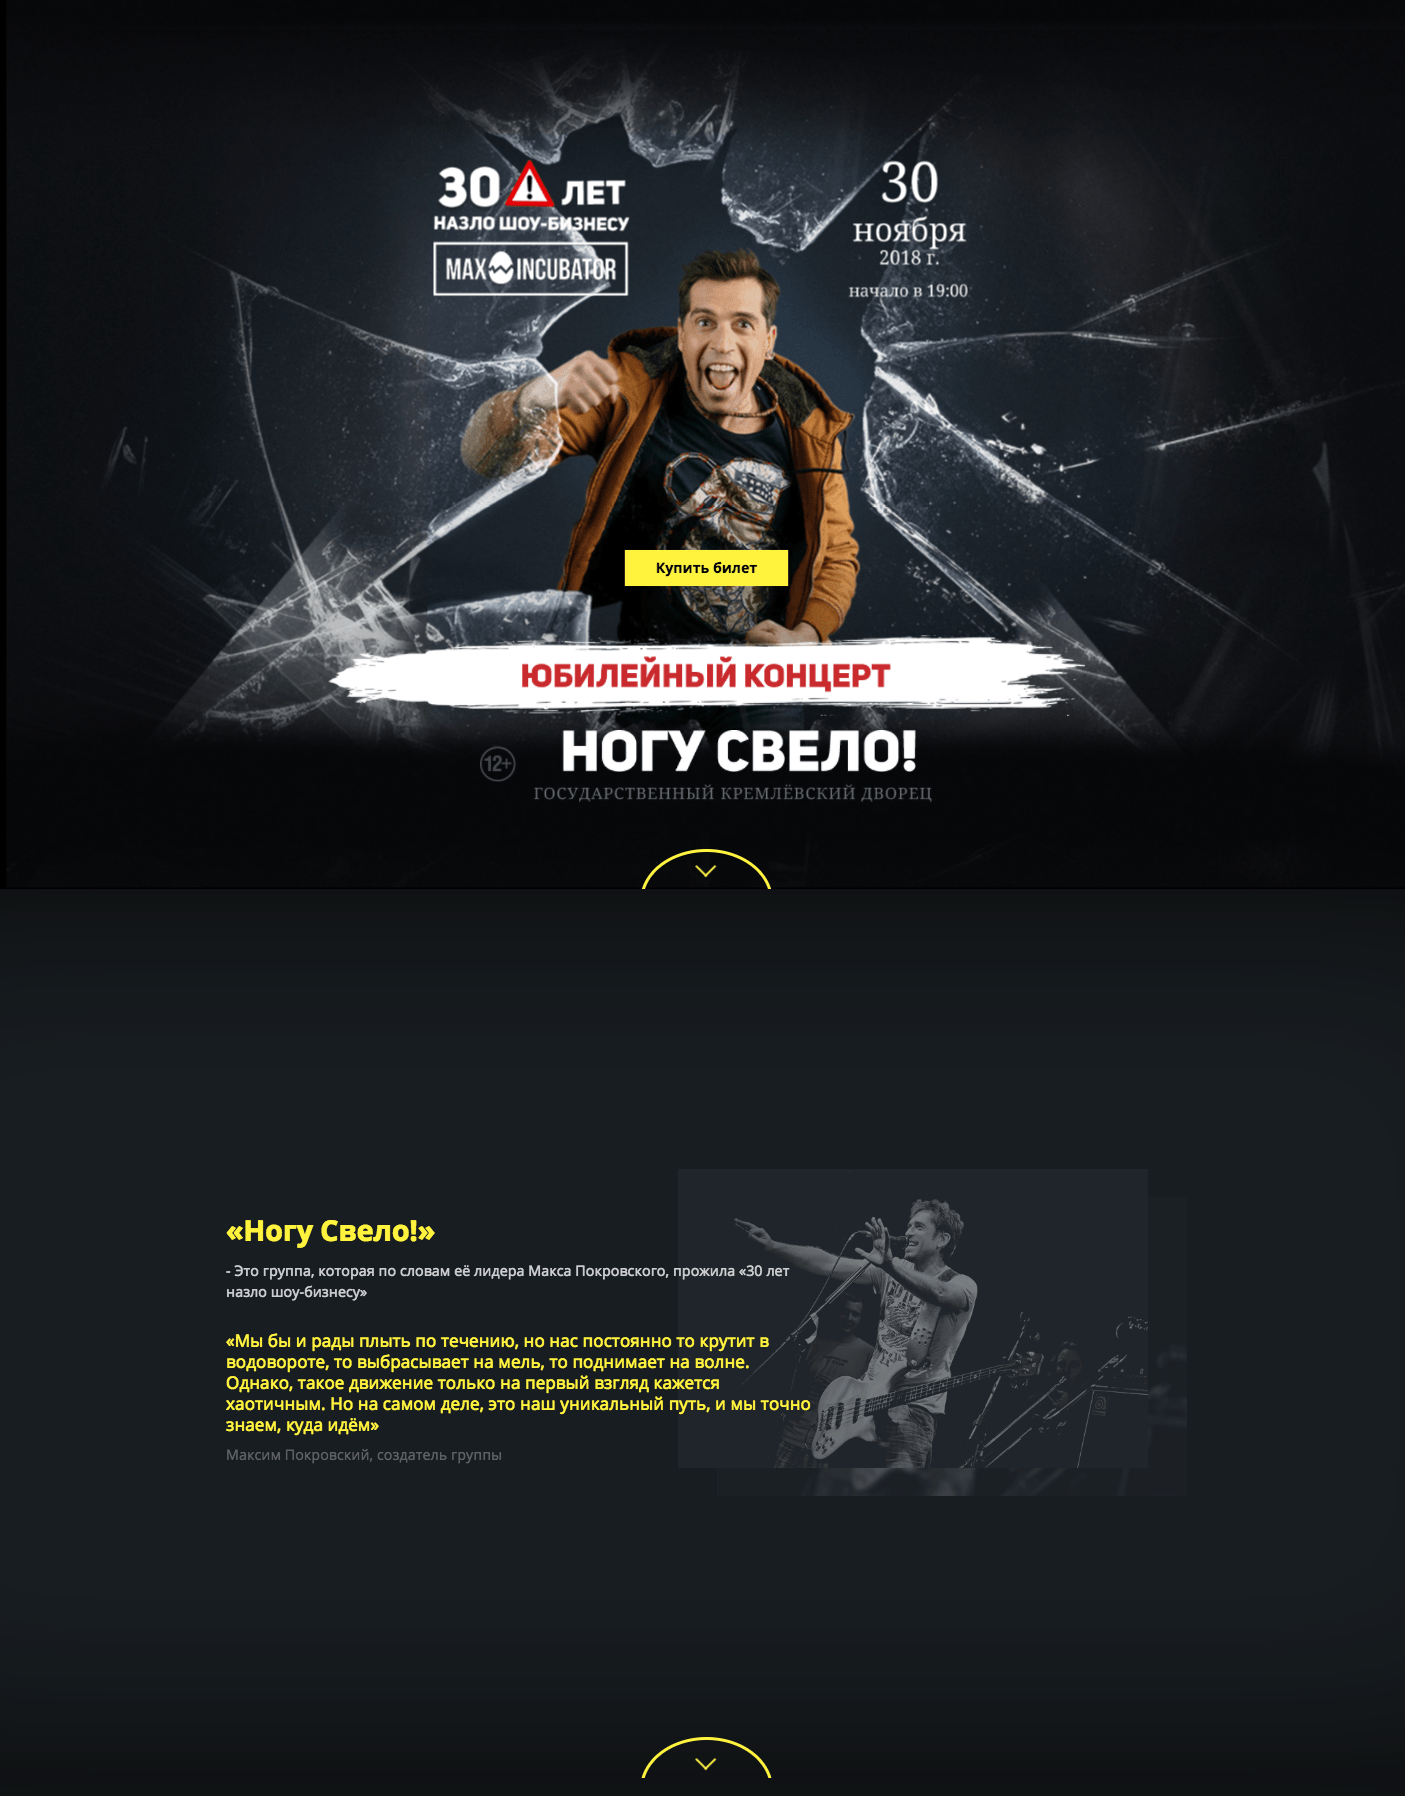 30 ЛЕТ
НАЗЛО ШОУ-БИЗНЕСУ
MAX INCUBATOR
30
ноября
2018 г.
начало в 19:00
Купить билет
ЮБИЛЕЙНЫЙ КОНЦЕРТ
НОГУ СВЕЛО!
12+
ГОСУДАРСТВЕННЫЙ КРЕМЛЁВСКИЙ ДВОРЕЦ
«Ногу Свело!»
- Это группа, которая по словам её лидера Макса Покровского, прожила «30 лет
назло шоу-бизнесу»
«Мы бы и рады плыть по течению, но нас постоянно то крутит в
водовороте, то выбрасывает на мель, то поднимает на волне.
Однако, такое движение только на первый взгляд кажется
хаотичным. Но на самом деле, это наш уникальный путь, и мы точно
знаем, куда идём»
Максим Покровский, создатель группы